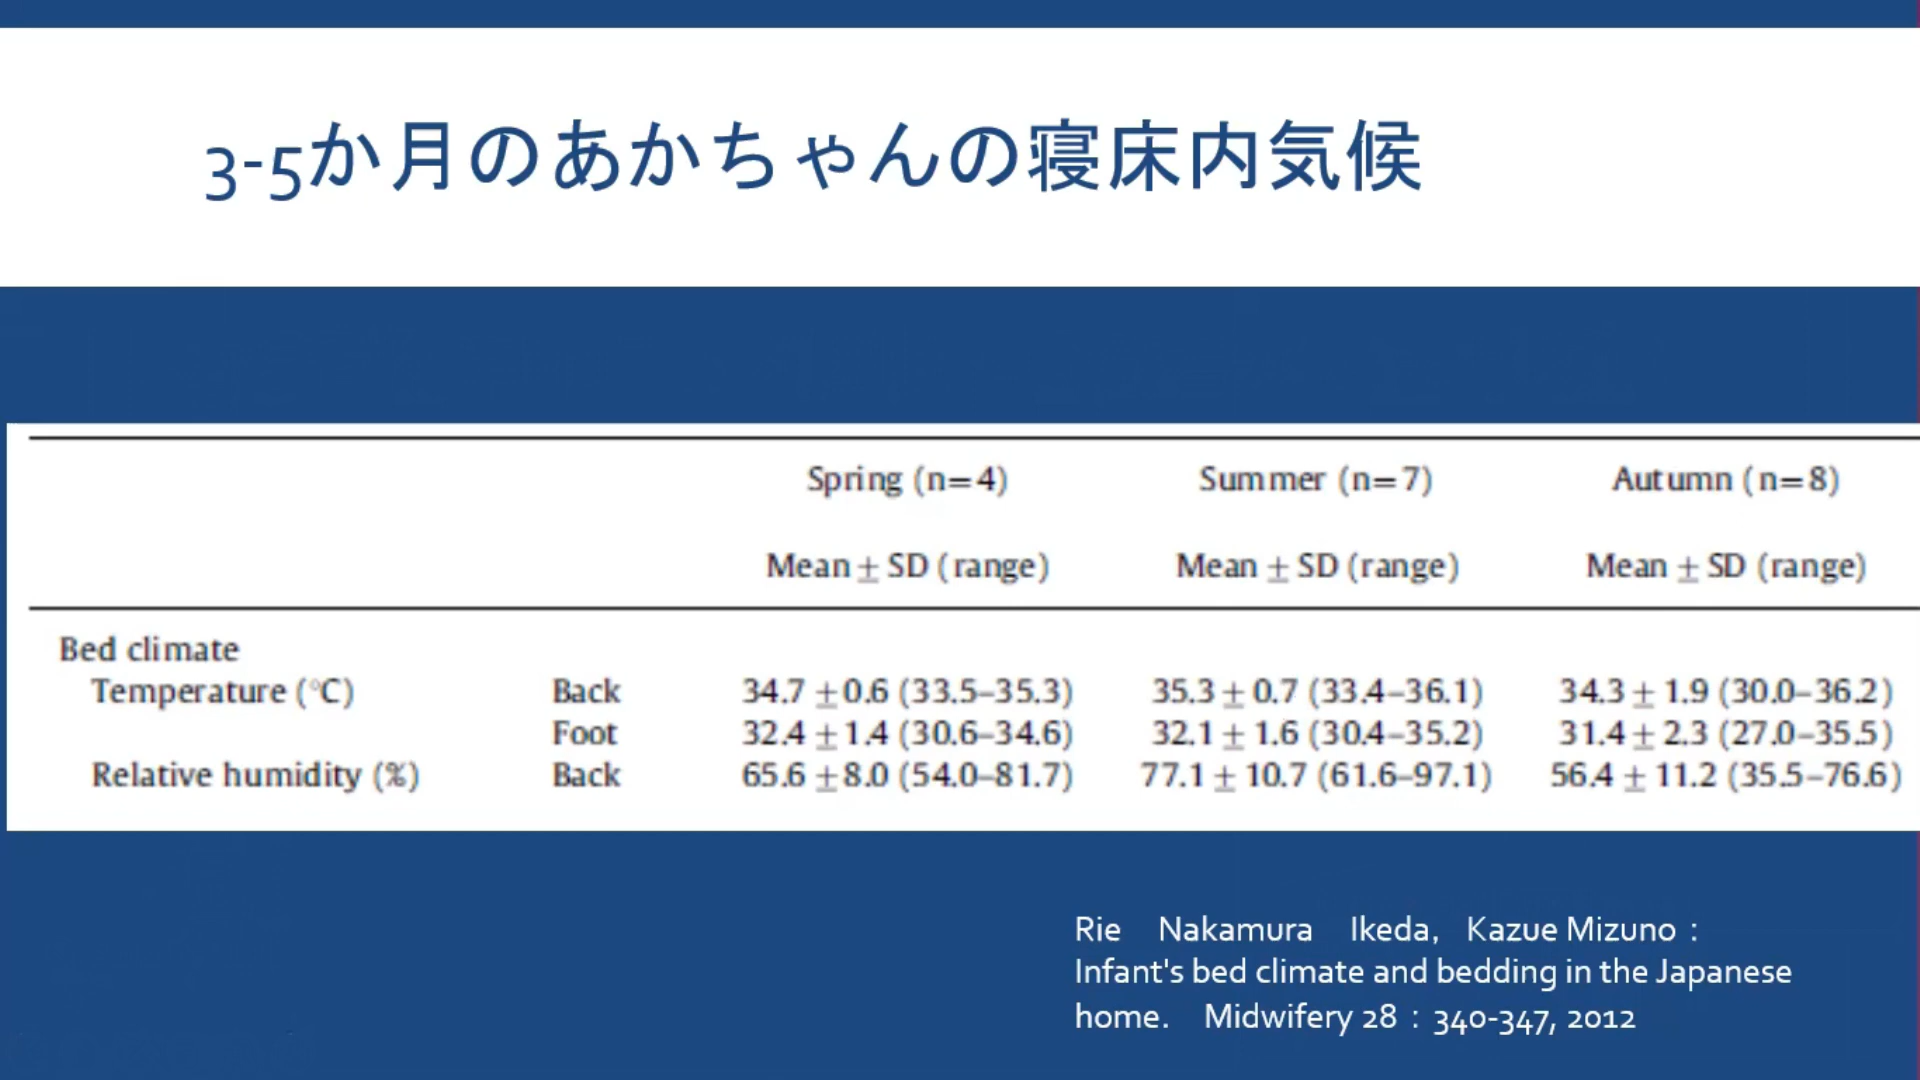 3-5か月のあかちゃんの寝床内気候
Spring (n=4) Summer (n=7) Autumn (n=8)
Mean ± SD (range) Mean ± SD (range) Mean ± SD (range)
Bed climate
Temperature (°C) Back 34.7 ±0.6 (33.5–35.3) 35.3 ± 0.7 (33.4–36.1) 34.3 ± 1.9 (30.0–36.2)
Foot 32.4 ± 1.4 (30.6–34.6) 32.1 ± 1.6 (30.4–35.2) 31.4 ± 2.3 (27.0–35.5)
Relative humidity (%) Back 65.6 ±8.0 (54.0–81.7) 77.1 ± 10.7 (61.6–97.1) 56.4 ± 11.2 (35.5–76.6)
Rie Nakamura Ikeda, Kazue Mizuno：
Infant's bed climate and bedding in the Japanese
home. Midwifery 28：340-347, 2012